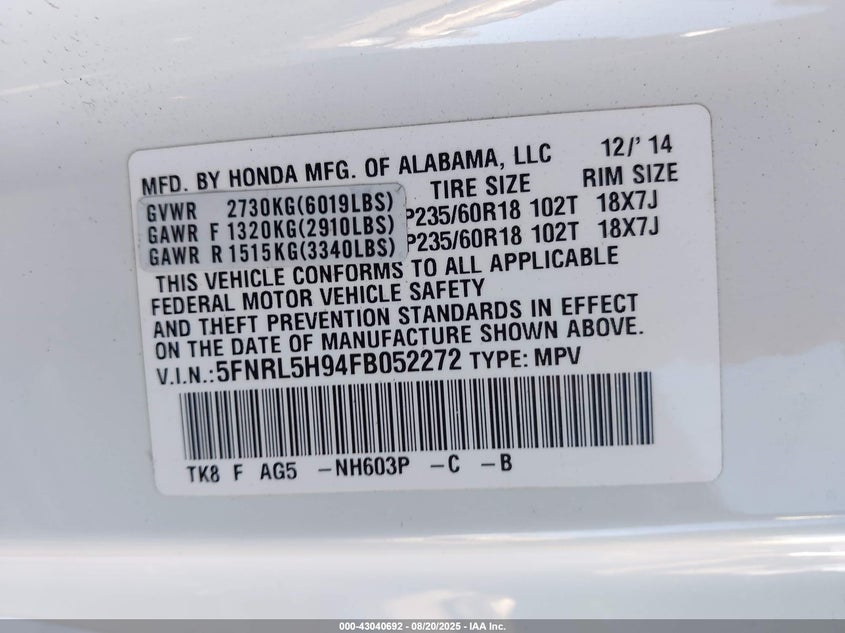 MFD. BY HONDA MFG. OF ALABAMA, LLC 12/' 14
TIRE SIZE RIM SIZE
GVWR 2730KG(6019LBS)
GAWR F 1320KG(2910LBS) P235/60R18 102T 18X7J
GAWR R 1515KG(3340LBS) P235/60R18 102T 18X7J
THIS VEHICLE CONFORMS TO ALL APPLICABLE
FEDERAL MOTOR VEHICLE SAFETY
AND THEFT PREVENTION STANDARDS IN EFFECT
ON THE DATE OF MANUFACTURE SHOWN ABOVE.
V.I.N.:5FNRL5H94FB052272 TYPE: MPV
TK8 F AG5 -NH603P -C -B
000-43040692 - 08/20/2025 - IAA Inc.